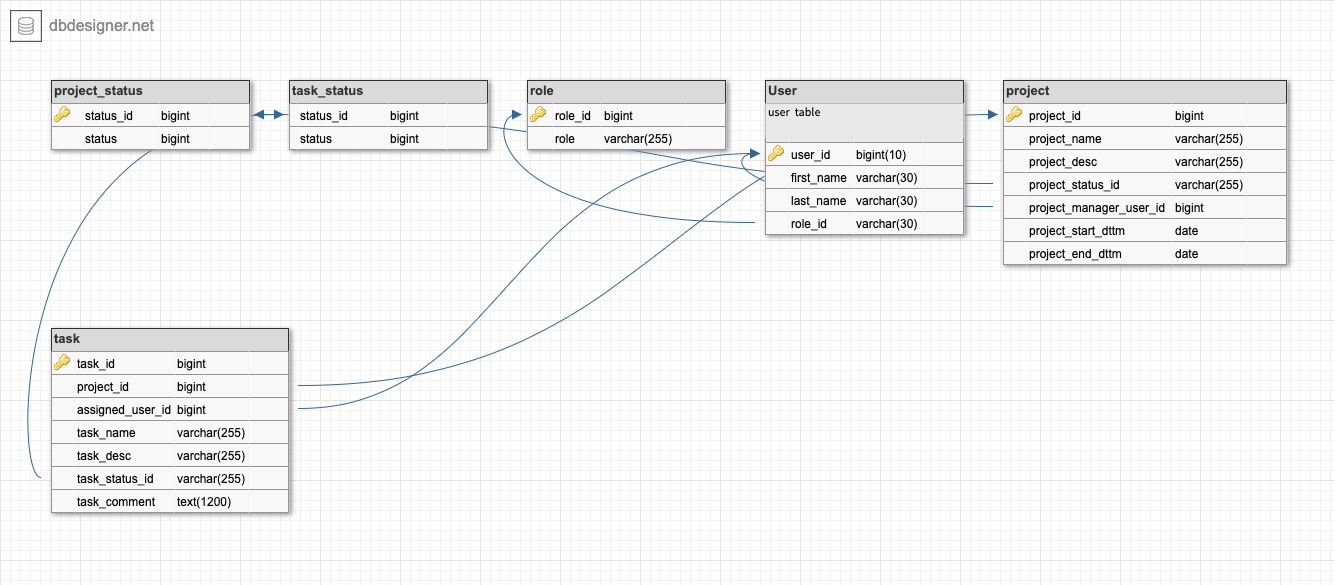 dbdesigner.net
project_status
status_id bigint
status bigint
task_status
status_id bigint
status bigint
role
role_id bigint
role varchar(255)
User
user table
user_id bigint(10)
first_name varchar(30)
last_name varchar(30)
role_id varchar(30)
project
project_id bigint
project_name varchar(255)
project_desc varchar(255)
project_status_id varchar(255)
project_manager_user_id bigint
project_start_dttm date
project_end_dttm date
task
task_id bigint
project_id bigint
assigned_user_id bigint
task_name varchar(255)
task_desc varchar(255)
task_status_id varchar(255)
task_comment text(1200)